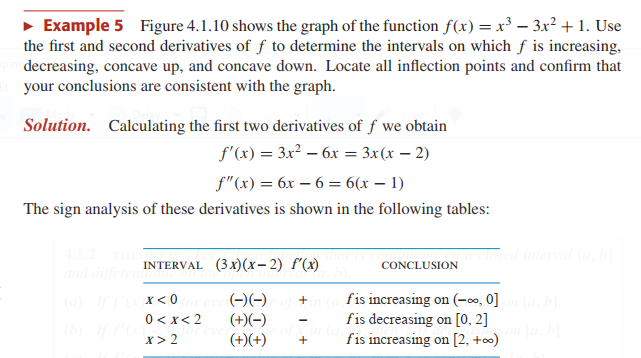 ▶ Example 5 Figure 4.1.10 shows the graph of the function f(x) = x³ − 3x² + 1. Use
the first and second derivatives of f to determine the intervals on which f is increasing,
decreasing, concave up, and concave down. Locate all inflection points and confirm that
your conclusions are consistent with the graph.
Solution. Calculating the first two derivatives of f we obtain
f′(x) = 3x² − 6x = 3x(x − 2)
f″(x) = 6x − 6 = 6(x − 1)
The sign analysis of these derivatives is shown in the following tables:
INTERVAL (3x)(x − 2) f′(x) CONCLUSION
x < 0 (−)(−) + f is increasing on (−∞, 0]
0 < x < 2 (+)(−) − f is decreasing on [0, 2]
x > 2 (+)(+) + f is increasing on [2, +∞)